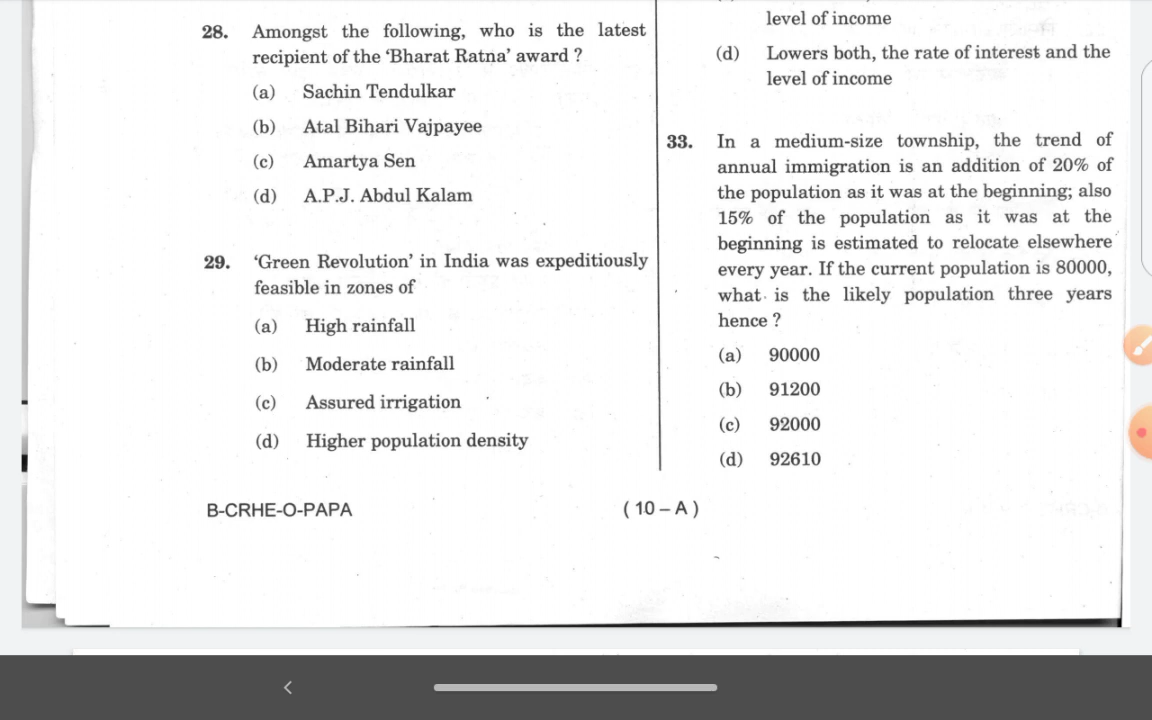 28. Amongst the following, who is the latest
recipient of the ‘Bharat Ratna’ award ?
(a) Sachin Tendulkar
(b) Atal Bihari Vajpayee
(c) Amartya Sen
(d) A.P.J. Abdul Kalam
29. ‘Green Revolution’ in India was expeditiously
feasible in zones of
(a) High rainfall
(b) Moderate rainfall
(c) Assured irrigation
(d) Higher population density
level of income
(d) Lowers both, the rate of interest and the
level of income
33. In a medium-size township, the trend of
annual immigration is an addition of 20% of
the population as it was at the beginning; also
15% of the population as it was at the
beginning is estimated to relocate elsewhere
every year. If the current population is 80000,
what is the likely population three years
hence ?
(a) 90000
(b) 91200
(c) 92000
(d) 92610
B-CRHE-O-PAPA
( 10 – A )